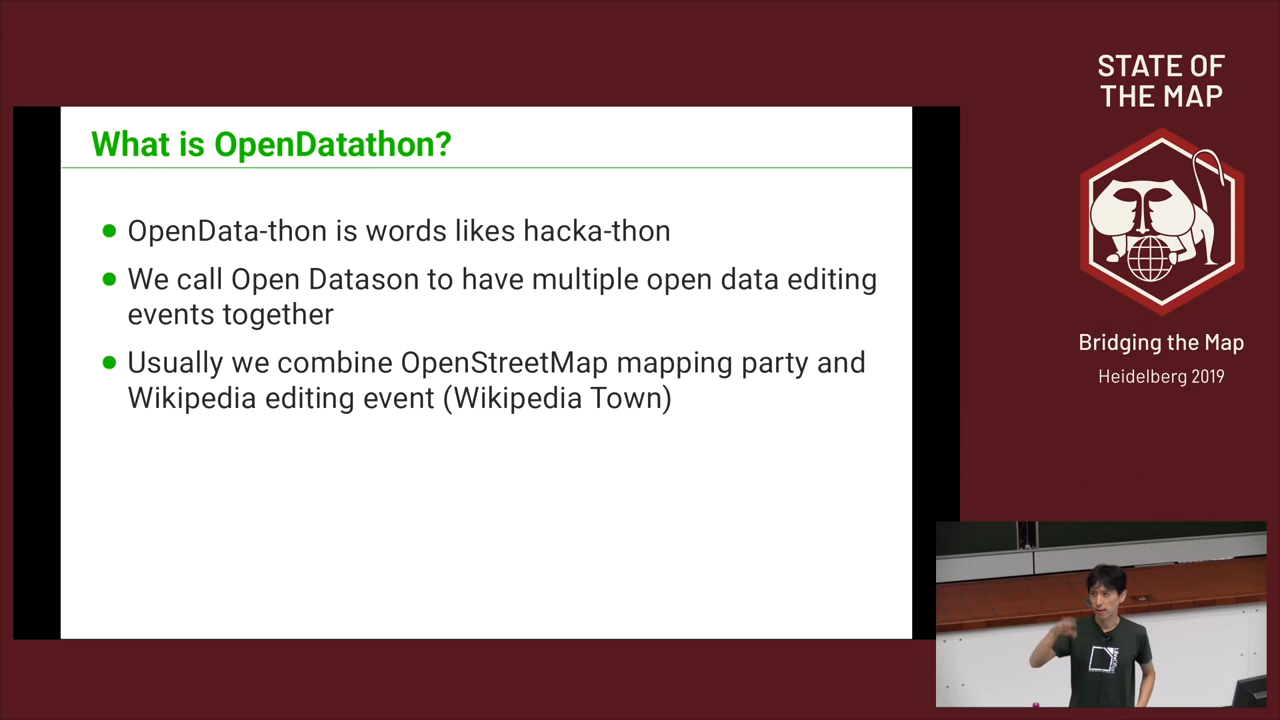 What is OpenDatathon?
OpenData-thon is words likes hacka-thon
We call Open Datason to have multiple open data editing
events together
Usually we combine OpenStreetMap mapping party and
Wikipedia editing event (Wikipedia Town)
STATE OF
THE MAP
Bridging the Map
Heidelberg 2019